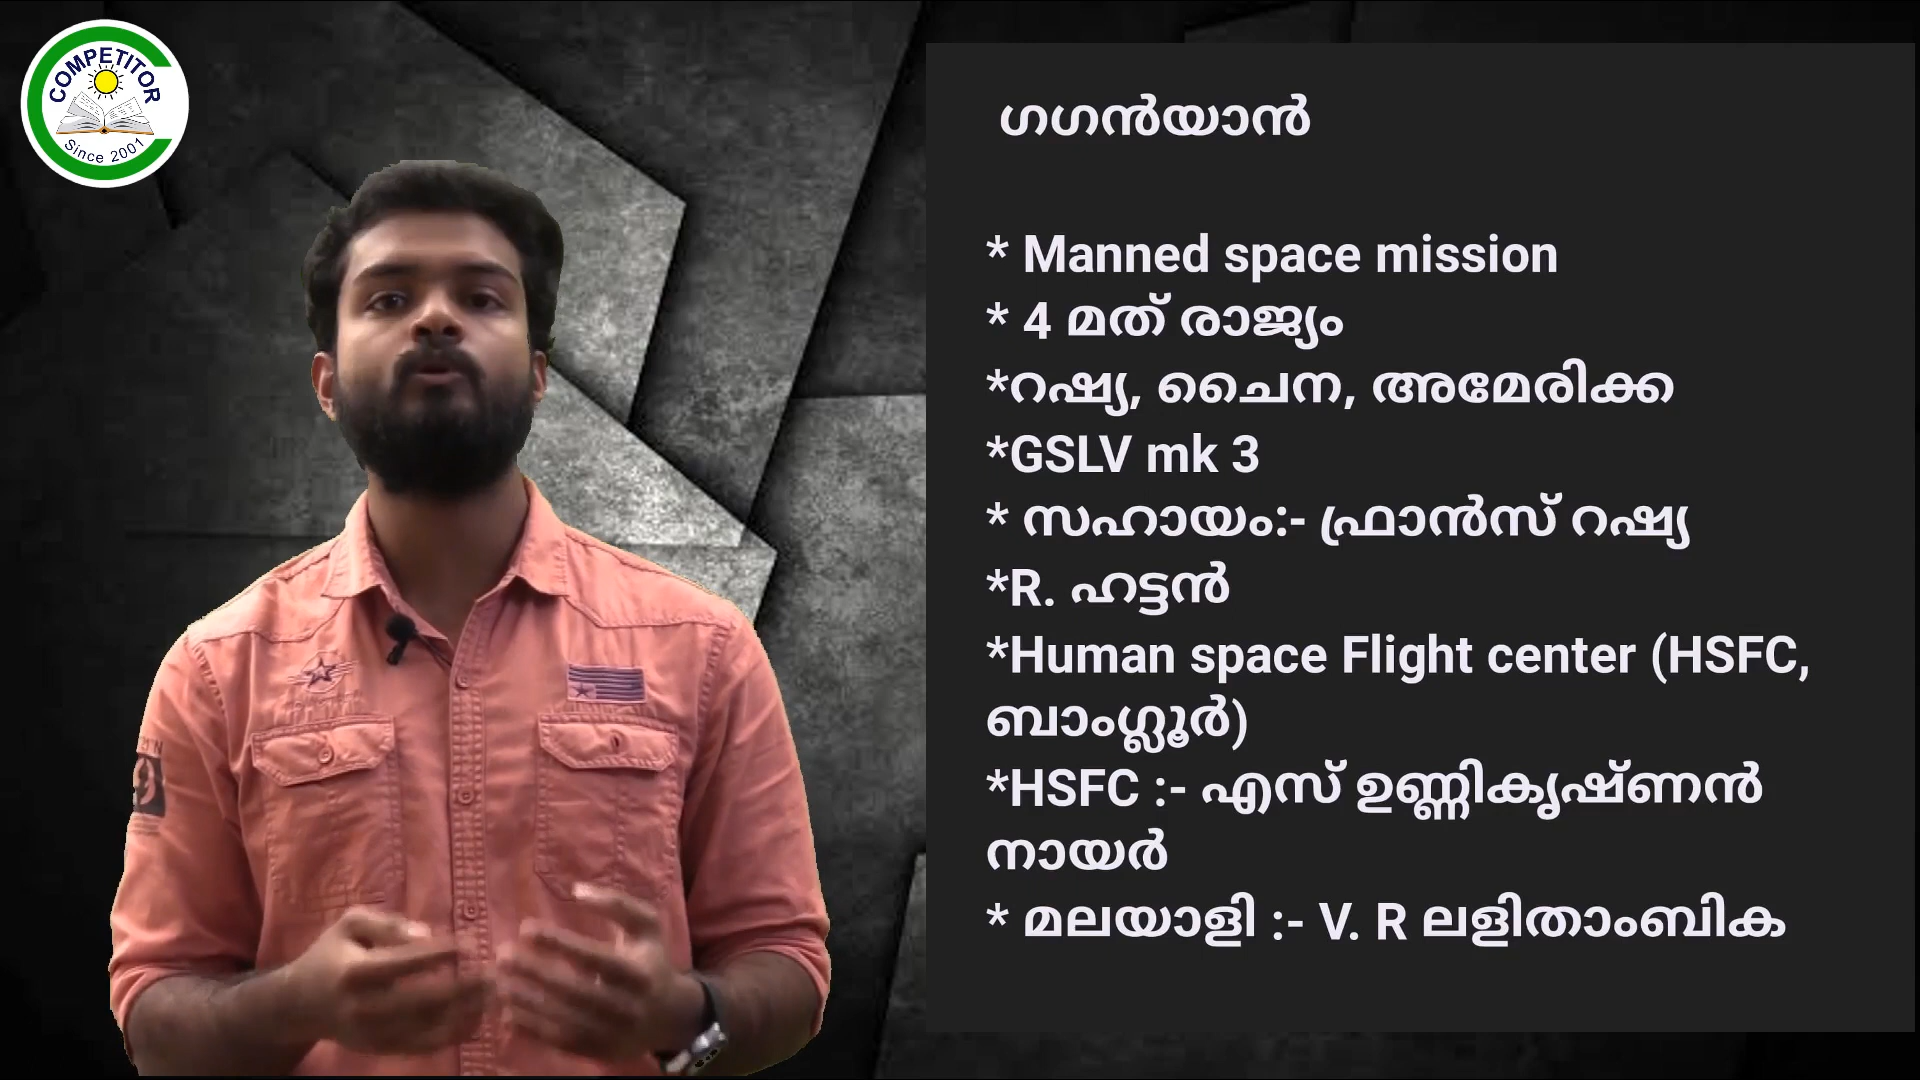 COMPETITOR
Since 2001
ഗഗൻയാൻ
* Manned space mission
* 4 മത് രാജ്യം
*റഷ്യ, ചൈന, അമേരിക്ക
*GSLV mk 3
* സഹായം:- ഫ്രാൻസ് റഷ്യ
*R. ഹട്ടൻ
*Human space Flight center (HSFC,
ബാംഗ്ലൂർ)
*HSFC :- എസ് ഉണ്ണികൃഷ്ണൻ
നായർ
* മലയാളി :- V. R ലളിതാംബിക